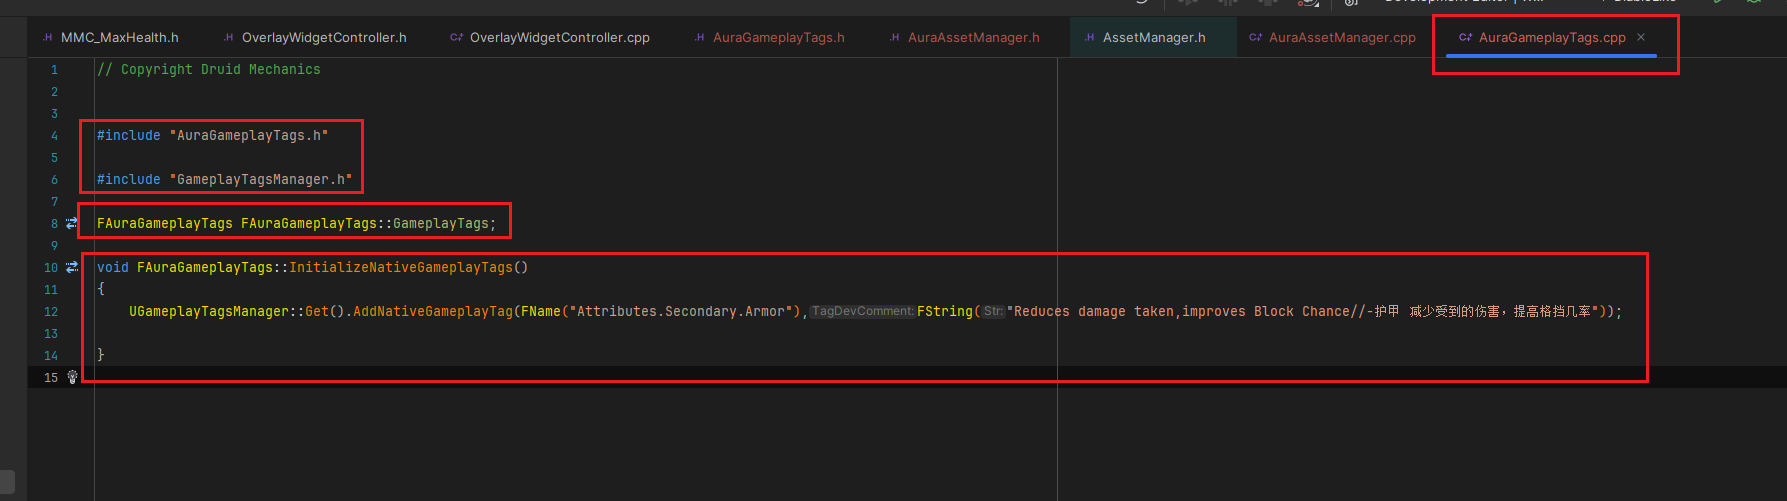 MMC_MaxHealth.h OverlayWidgetController.h OverlayWidgetController.cpp AuraGameplayTags.h AuraAssetManager.h AssetManager.h AuraAssetManager.cpp AuraGameplayTags.cpp ×
1 // Copyright Druid Mechanics
2
3
4 #include "AuraGameplayTags.h"
5
6 #include "GameplayTagsManager.h"
7
8 FAuraGameplayTags FAuraGameplayTags::GameplayTags;
9
10 void FAuraGameplayTags::InitializeNativeGameplayTags()
11 {
12 UGameplayTagsManager::Get().AddNativeGameplayTag(FName("Attributes.Secondary.Armor"),TagDevComment:FString(Str:"Reduces damage taken,improves Block Chance//-护甲 减少受到的伤害，提高格挡几率"));
13
14 }
15